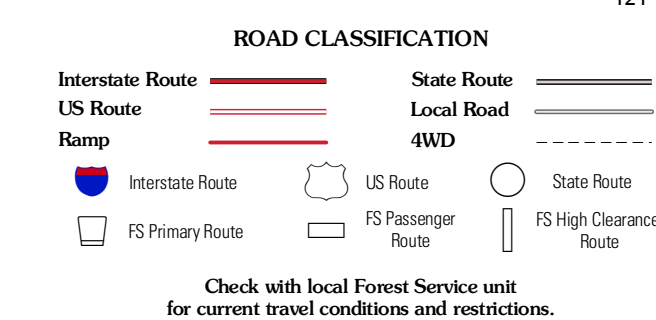 ROAD CLASSIFICATION
Interstate Route
State Route
US Route
Local Road
Ramp
4WD
Interstate Route
US Route
State Route
FS Primary Route
FS Passenger
Route
FS High Clearance
Route
Check with local Forest Service unit
for current travel conditions and restrictions.